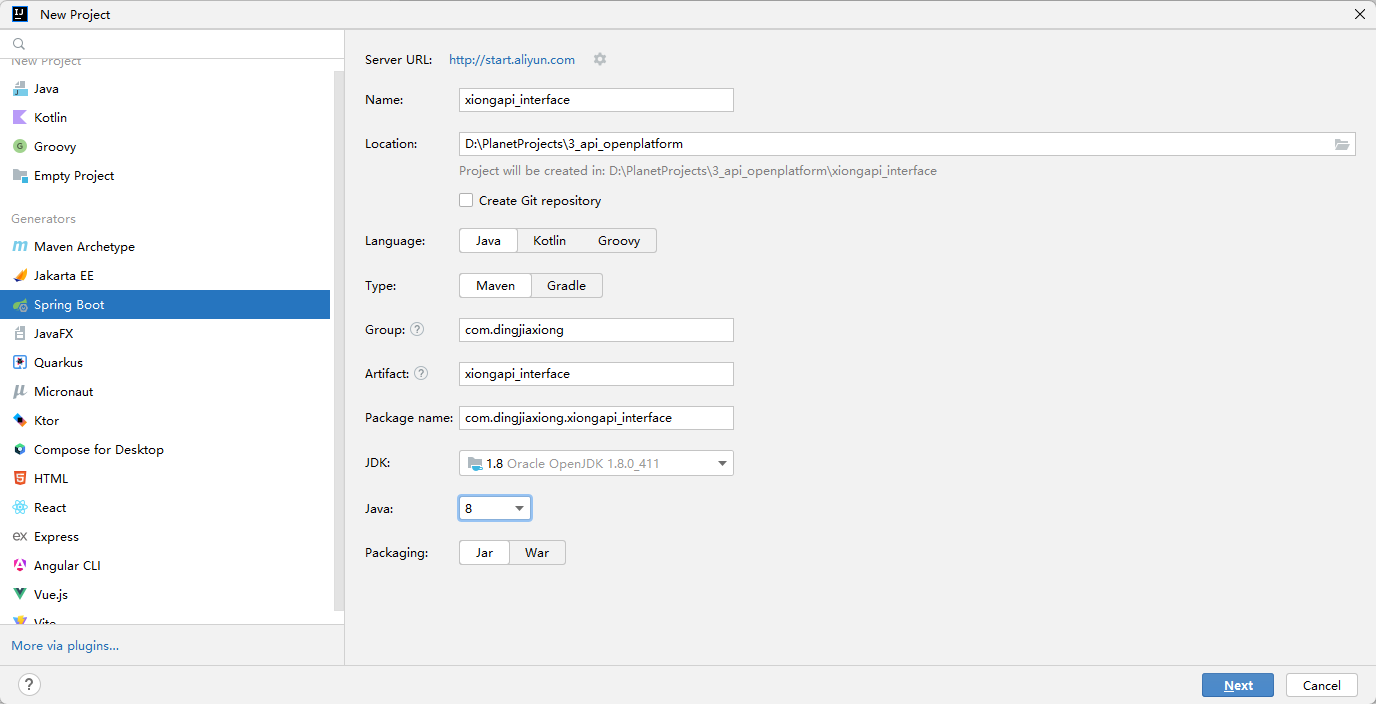 New Project
New Project
Java
Kotlin
Groovy
Empty Project
Generators
Maven Archetype
Jakarta EE
Spring Boot
JavaFX
Quarkus
Micronaut
Ktor
Compose for Desktop
HTML
React
Express
Angular CLI
Vue.js
Vite
More via plugins...
Server URL: http://start.aliyun.com
Name: xiongapi_interface
Location: D:\PlanetProjects\3_api_openplatform
Project will be created in: D:\PlanetProjects\3_api_openplatform\xiongapi_interface
Create Git repository
Language: Java Kotlin Groovy
Type: Maven Gradle
Group: ? com.dingjiaxiong
Artifact: ? xiongapi_interface
Package name: com.dingjiaxiong.xiongapi_interface
JDK: 1.8 Oracle OpenJDK 1.8.0_411
Java: 8
Packaging: Jar War
? Next Cancel